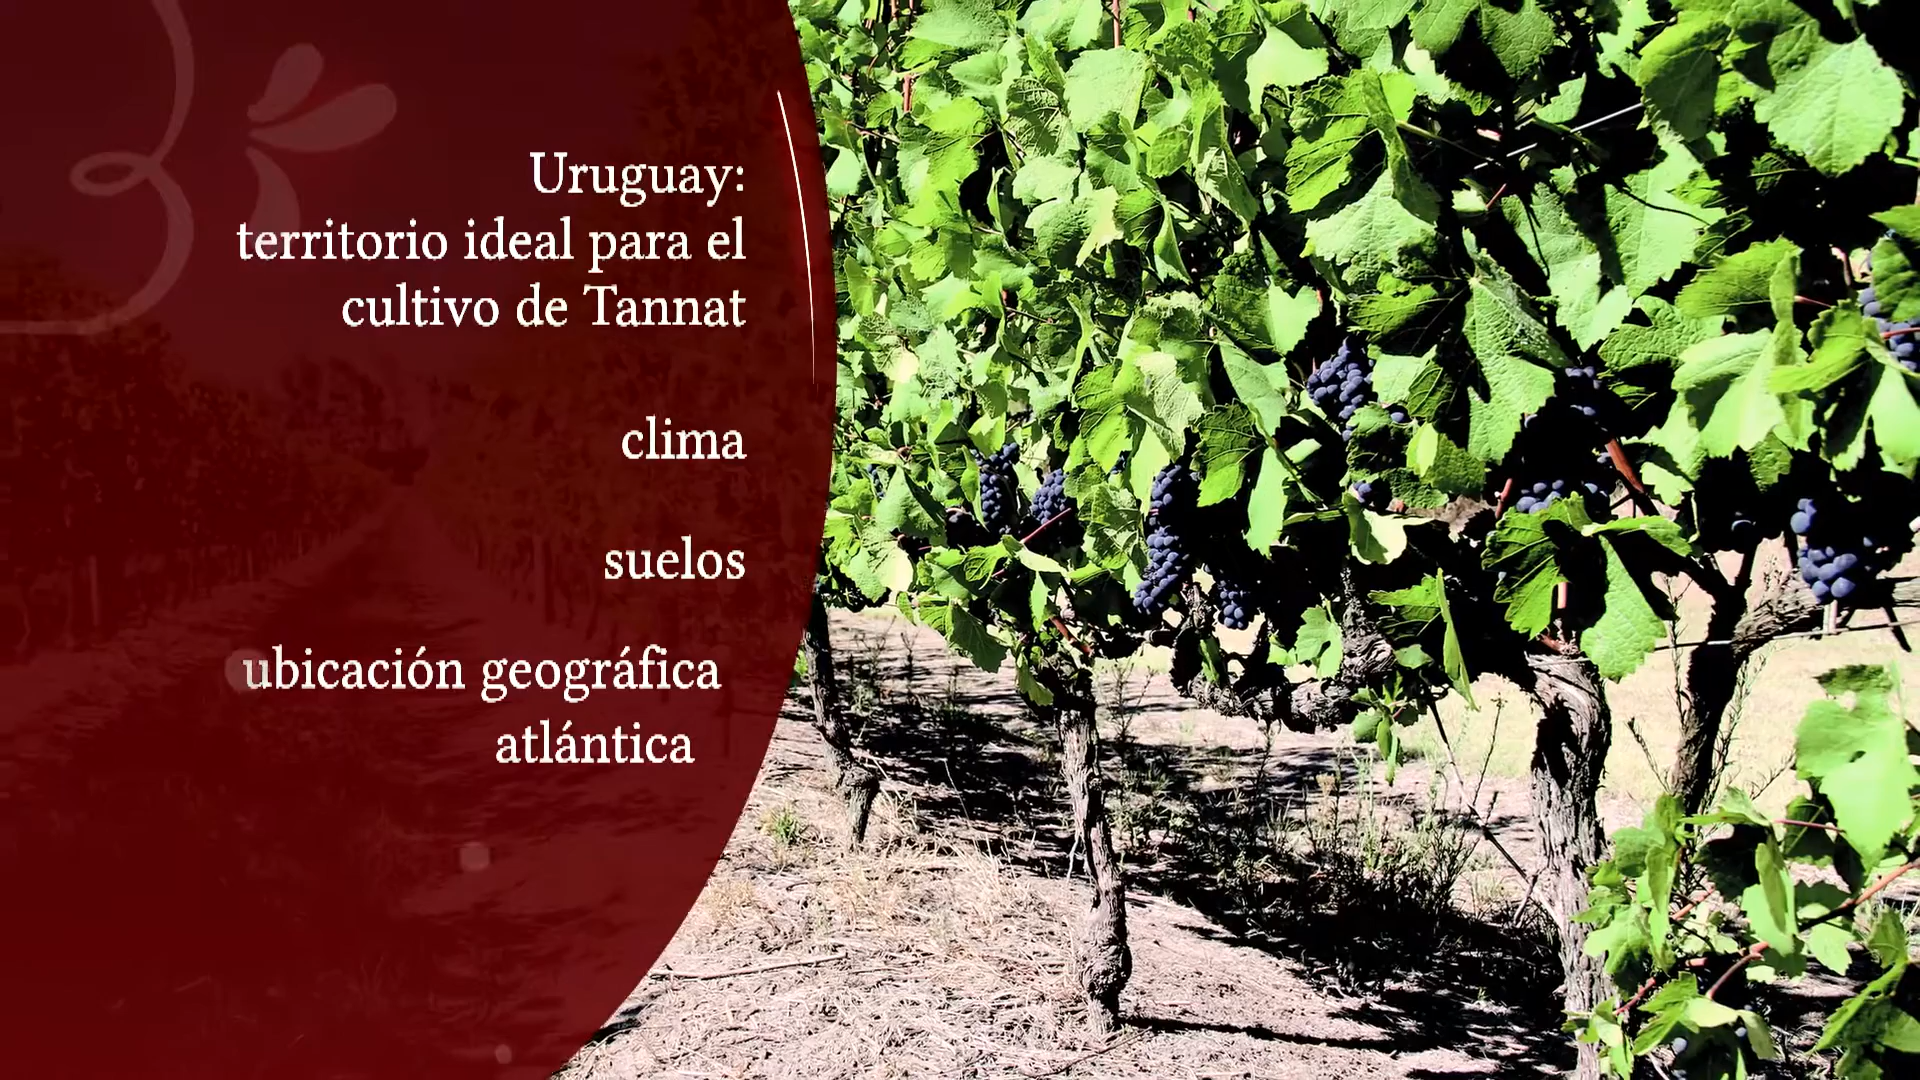 Uruguay:
territorio ideal para el
cultivo de Tannat
clima
suelos
ubicación geográfica
atlántica